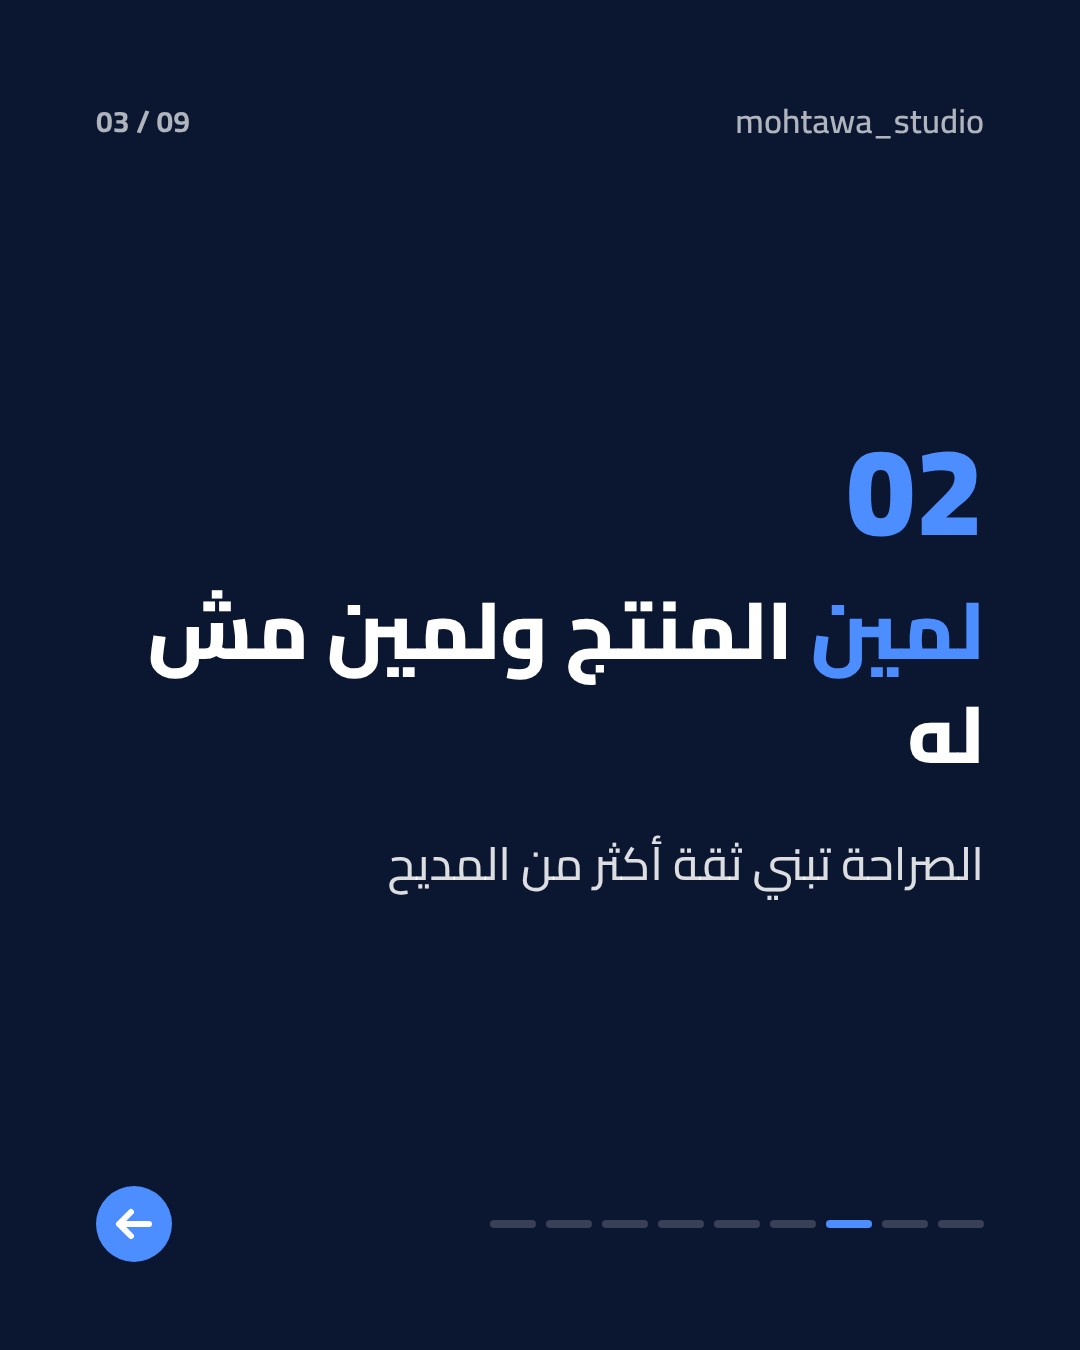 mohtawa_studio
03 / 09
02
لمين المنتج ولمين مش
له
الصراحة تبني ثقة أكثر من المديح